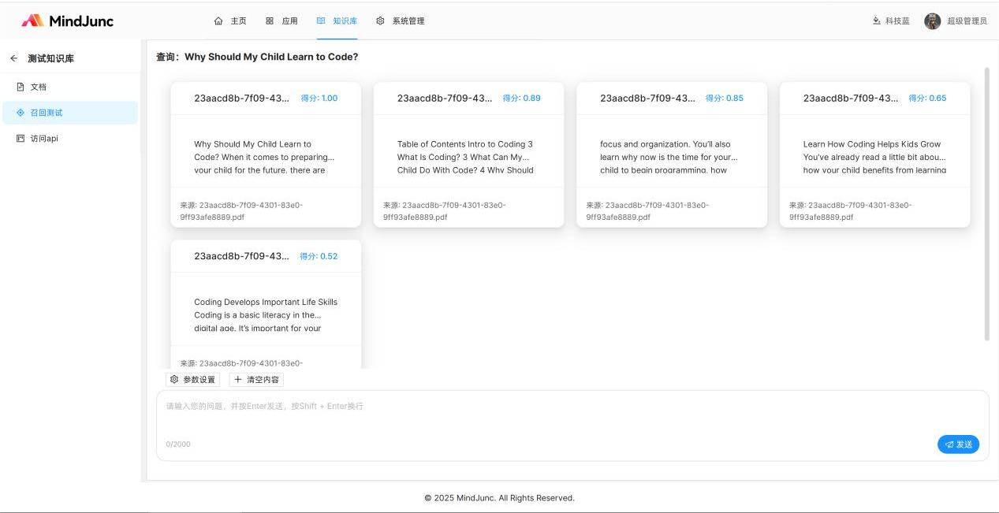 MindJunc
主页
应用
知识库
系统管理
科技蓝
超级管理员
测试知识库
文档
召回测试
访问api
查询：Why Should My Child Learn to Code?
23aacd8b-7f09-43... 得分: 1.00
Why Should My Child Learn to
Code? When it comes to preparing...
your child for the future, there are
来源: 23aacd8b-7f09-4301-83e0-
9ff93afe8889.pdf
23aacd8b-7f09-43... 得分: 0.89
Table of Contents Intro to Coding 3
What Is Coding? 3 What Can My...
Child Do With Code? 4 Why Should
来源: 23aacd8b-7f09-4301-83e0-
9ff93afe8889.pdf
23aacd8b-7f09-43... 得分: 0.85
focus and organization. You’ll also
learn why now is the time for your...
child to begin programming, how
来源: 23aacd8b-7f09-4301-83e0-
9ff93afe8889.pdf
23aacd8b-7f09-43... 得分: 0.65
Learn How Coding Helps Kids Grow
You’ve already read a little bit abou...
how your child benefits from learning
来源: 23aacd8b-7f09-4301-83e0-
9ff93afe8889.pdf
23aacd8b-7f09-43... 得分: 0.52
Coding Develops Important Life Skills
Coding is a basic literacy in the...
digital age. It’s important for your
来源: 23aacd8b-7f09-4301-83e0-
参数设置
清空内容
请输入您的问题，并按Enter发送，按Shift + Enter换行
0/2000
发送
© 2025 MindJunc. All Rights Reserved.